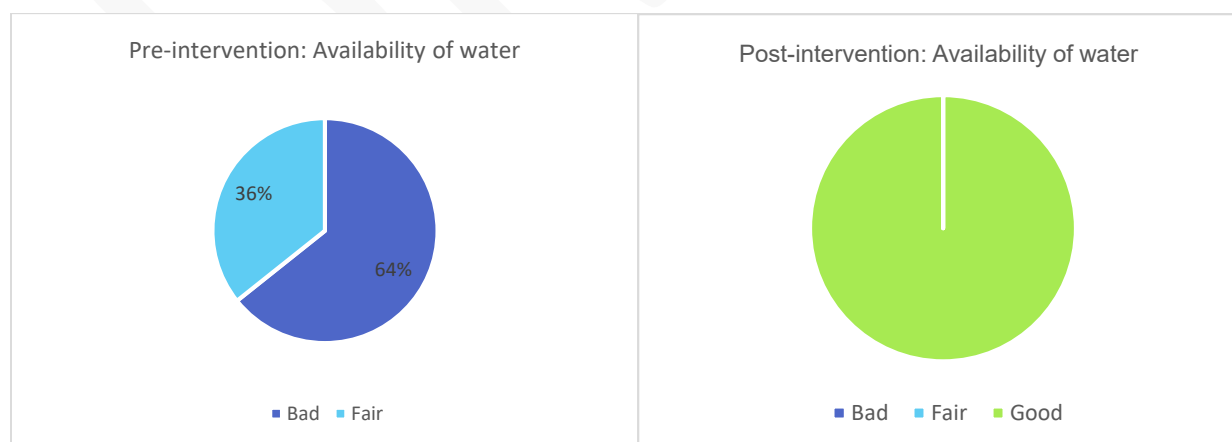 Pre-intervention: Availability of water
36%
64%
Bad Fair
Post-intervention: Availability of water
Bad Fair Good